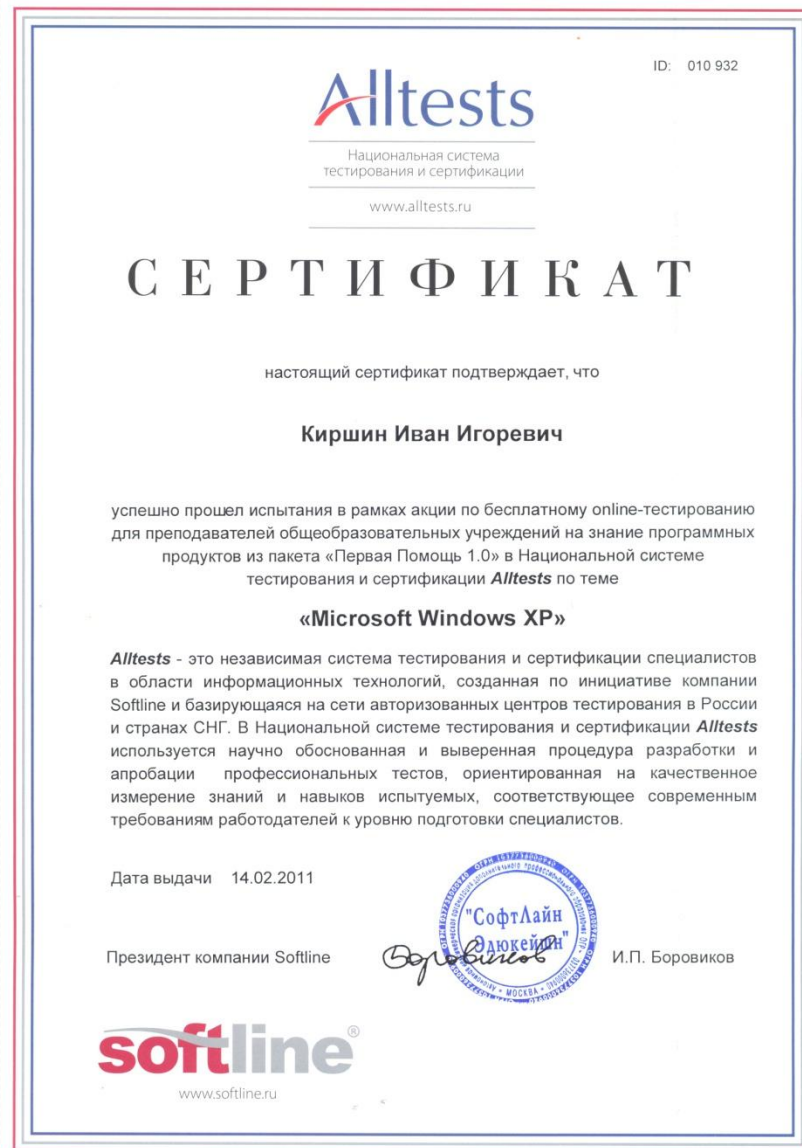 ID: 010 932
Alltests
Национальная система
тестирования и сертификации
www.alltests.ru
СЕРТИФИКАТ
настоящий сертификат подтверждает, что
Киршин Иван Игоревич
успешно прошел испытания в рамках акции по бесплатному online-тестированию
для преподавателей общеобразовательных учреждений на знание программных
продуктов из пакета «Первая Помощь 1.0» в Национальной системе
тестирования и сертификации Alltests по теме
«Microsoft Windows XP»
Alltests - это независимая система тестирования и сертификации специалистов
в области информационных технологий, созданная по инициативе компании
Softline и базирующаяся на сети авторизованных центров тестирования в России
и странах СНГ. В Национальной системе тестирования и сертификации Alltests
используется научно обоснованная и выверенная процедура разработки и
апробации профессиональных тестов, ориентированная на качественное
измерение знаний и навыков испытуемых, соответствующее современным
требованиям работодателей к уровню подготовки специалистов.
Дата выдачи 14.02.2011
"СофтЛайн
Эдюкейшн"
МОСКВА
Президент компании Softline
Боровиков
И.П. Боровиков
softline®
www.softline.ru